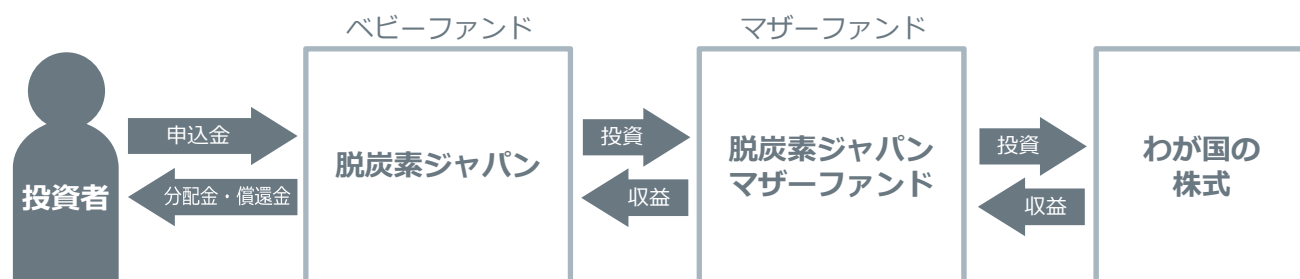 ベビーファンド
マザーファンド
申込金
分配金・償還金
投資者
脱炭素ジャパン
投資
収益
脱炭素ジャパン
マザーファンド
投資
収益
わが国の
株式